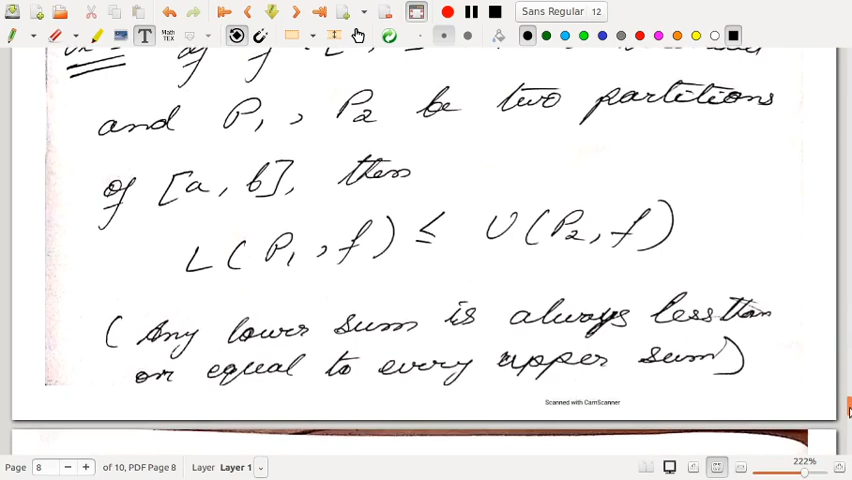 Sans Regular 12
Math
TEX
and P1, P2 be two partitions
of [a, b], then
L(P1, f) ≤ U(P2, f)
(Any lower sum is always less than
or equal to every upper sum)
Scanned with CamScanner
Page 8 of 10, PDF Page 8 Layer Layer 1 222%